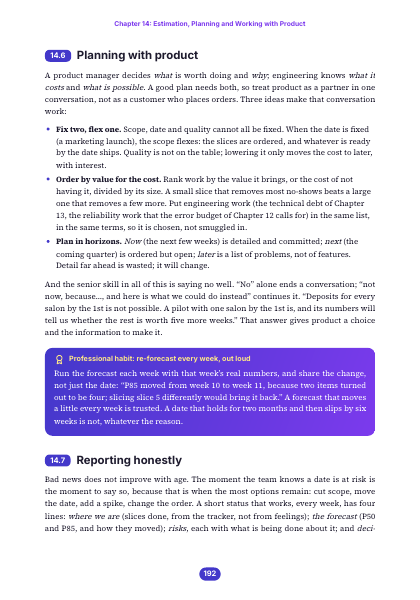 Chapter 14: Estimation, Planning and Working with Product
14.6 Planning with product
A product manager decides what is worth doing and why; engineering knows what it
costs and what is possible. A good plan needs both, so treat product as a partner in one
conversation, not as a customer who places orders. Three ideas make that conversation
work:
• Fix two, flex one. Scope, date and quality cannot all be fixed. When the date is fixed
(a marketing launch), the scope flexes: the slices are ordered, and whatever is ready
by the date ships. Quality is not on the table; lowering it only moves the cost to later,
with interest.
• Order by value for the cost. Rank work by the value it brings, or the cost of not
having it, divided by its size. A small slice that removes most no-shows beats a large
one that removes a few more. Put engineering work (the technical debt of Chapter
13, the reliability work that the error budget of Chapter 12 calls for) in the same list,
in the same terms, so it is chosen, not smuggled in.
• Plan in horizons. Now (the next few weeks) is detailed and committed; next (the
coming quarter) is ordered but open; later is a list of problems, not of features.
Detail far ahead is wasted; it will change.
And the senior skill in all of this is saying no well. “No” alone ends a conversation; “not
now, because..., and here is what we could do instead” continues it. “Deposits for every
salon by the 1st is not possible. A pilot with one salon by the 1st is, and its numbers will
tell us whether the rest is worth five more weeks.” That answer gives product a choice
and the information to make it.
Professional habit: re-forecast every week, out loud
Run the forecast each week with that week’s real numbers, and share the change,
not just the date: “P85 moved from week 10 to week 11, because two items turned
out to be four; slicing slice 5 differently would bring it back.” A forecast that moves
a little every week is trusted. A date that holds for two months and then slips by six
weeks is not, whatever the reason.
14.7 Reporting honestly
Bad news does not improve with age. The moment the team knows a date is at risk is
the moment to say so, because that is when the most options remain: cut scope, move
the date, add a spike, change the order. A short status that works, every week, has four
lines: where we are (slices done, from the tracker, not from feelings); the forecast (P50
and P85, and how they moved); risks, each with what is being done about it; and deci-
192